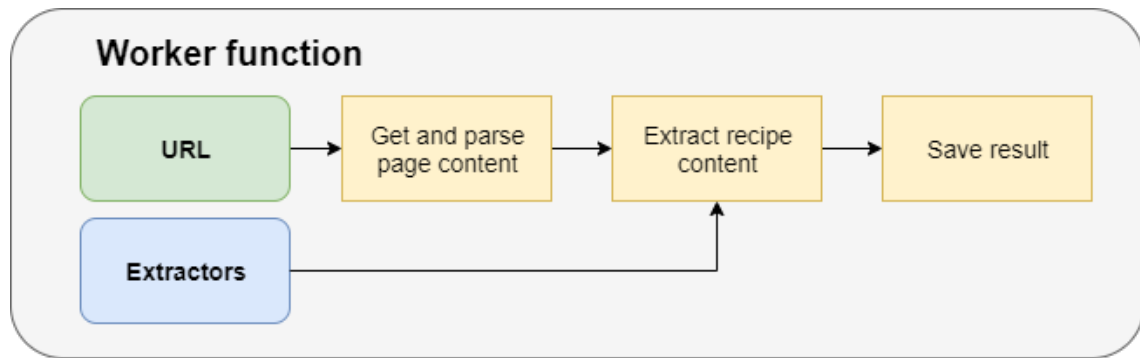 Worker function
URL
Get and parse
page content
Extract recipe
content
Save result
Extractors